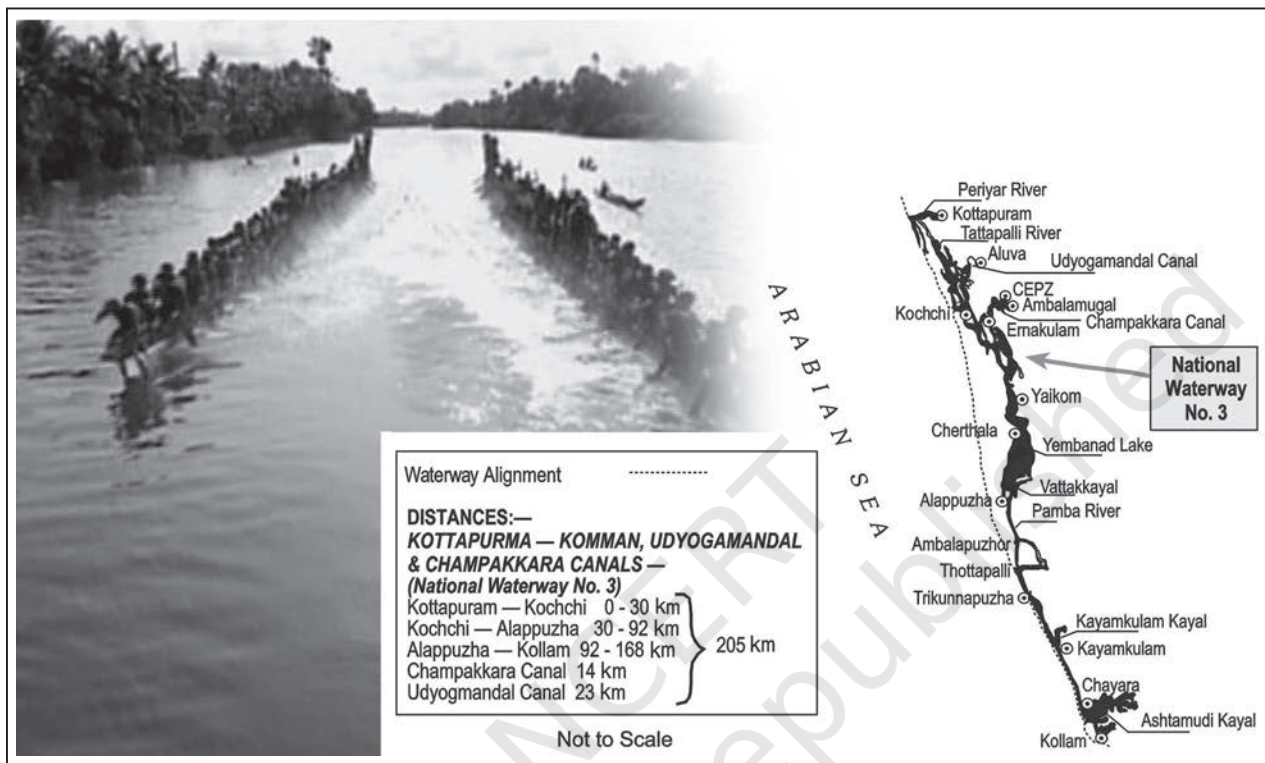 Periyar River
Kottapuram
Tattapalli River
Aluva
Udyogamandal Canal
CEPZ
Ambalamugal
Kochchi
Ernakulam
Champakkara Canal
National
Waterway
No. 3
Yaikom
Cherthala
Yembanad Lake
Vattakkayal
Alappuzha
Pamba River
Ambalapuzhor
Thottapalli
Trikunnapuzha
Kayamkulam Kayal
Kayamkulam
Chayara
Ashtamudi Kayal
Kollam
ARABIAN SEA
Waterway Alignment
DISTANCES:—
KOTTAPURMA — KOMMAN, UDYOGAMANDAL
& CHAMPAKKARA CANALS —
(National Waterway No. 3)
Kottapuram — Kochchi 0 - 30 km
Kochchi — Alappuzha 30 - 92 km
Alappuzha — Kollam 92 - 168 km
Champakkara Canal 14 km
Udyogmandal Canal 23 km
205 km
Not to Scale
NCERT
republished